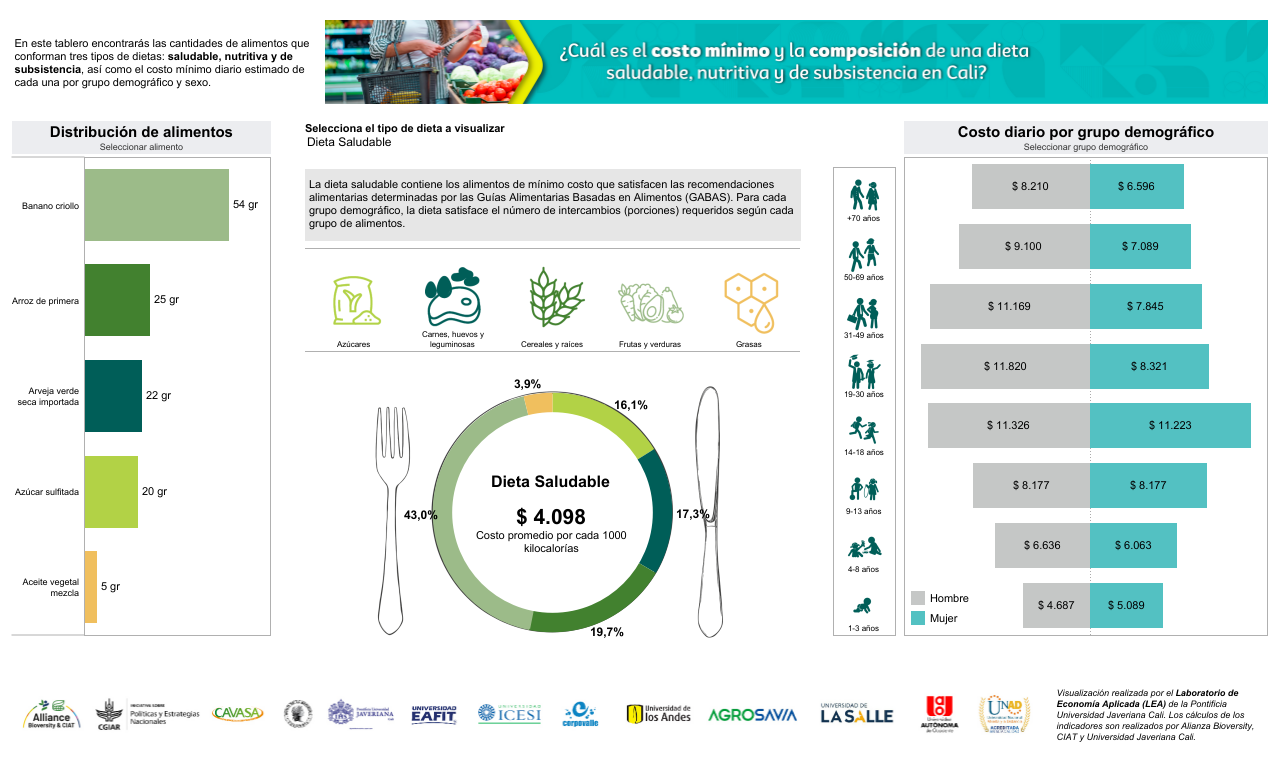 En este tablero encontrarás las cantidades de alimentos que
conforman tres tipos de dietas: saludable, nutritiva y de
subsistencia, así como el costo mínimo diario estimado de
cada una por grupo demográfico y sexo.
¿Cuál es el costo mínimo y la composición de una dieta
saludable, nutritiva y de subsistencia en Cali?
Distribución de alimentos
Seleccionar alimento
Banano criollo
54 gr
Arroz de primera
25 gr
Arveja verde
seca importada
22 gr
Azúcar sulfitada
20 gr
Aceite vegetal
mezcla
5 gr
Selecciona el tipo de dieta a visualizar
Dieta Saludable
La dieta saludable contiene los alimentos de mínimo costo que satisfacen las recomendaciones
alimentarias determinadas por las Guías Alimentarias Basadas en Alimentos (GABAS). Para cada
grupo demográfico, la dieta satisface el número de intercambios (porciones) requeridos según cada
grupo de alimentos.
Azúcares
Carnes, huevos y
leguminosas
Cereales y raíces
Frutas y verduras
Grasas
3,9%
16,1%
43,0%
17,3%
19,7%
Dieta Saludable
$ 4.098
Costo promedio por cada 1000
kilocalorías
Costo diario por grupo demográfico
Seleccionar grupo demográfico
+70 años
$ 8.210
$ 6.596
50-69 años
$ 9.100
$ 7.089
31-49 años
$ 11.169
$ 7.845
19-30 años
$ 11.820
$ 8.321
14-18 años
$ 11.326
$ 11.223
9-13 años
$ 8.177
$ 8.177
4-8 años
$ 6.636
$ 6.063
1-3 años
$ 4.687
$ 5.089
Hombre
Mujer
Alliance
Bioversity & CIAT
CGIAR
INICIATIVA SOBRE
Políticas y Estrategias
Nacionales
CAVASA
Pontificia Universidad
JAVERIANA
Cali
UNIVERSIDAD
EAFIT
UNIVERSIDAD
ICESI
corpovalle
Universidad de
los Andes
AGROSAVIA
UNIVERSIDAD DE
LA SALLE
Universidad
AUTÓNOMA
de Occidente
UNAD
Visualización realizada por el Laboratorio de
Economía Aplicada (LEA) de la Pontificia
Universidad Javeriana Cali. Los cálculos de los
indicadores son realizados por Alianza Bioversity,
CIAT y Universidad Javeriana Cali.